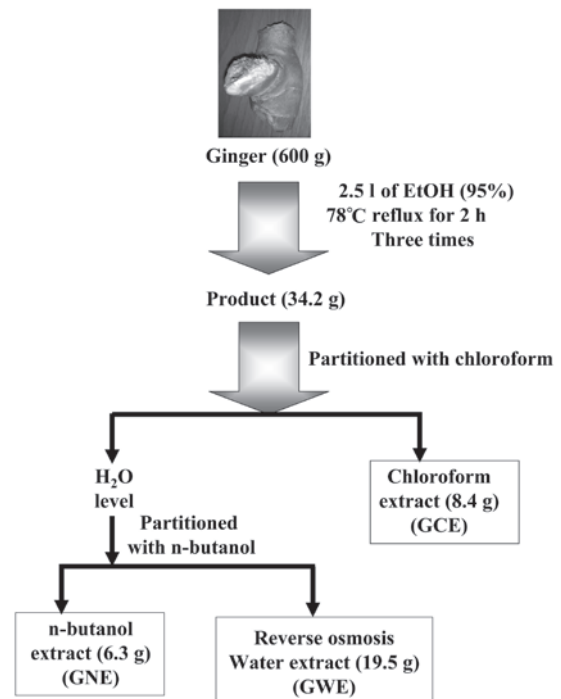 Ginger (600 g)
2.5 l of EtOH (95%)
78℃ reflux for 2 h
Three times
Product (34.2 g)
Partitioned with chloroform
H₂O
level
Chloroform
extract (8.4 g)
(GCE)
Partitioned
with n-butanol
n-butanol
extract (6.3 g)
(GNE)
Reverse osmosis
Water extract (19.5 g)
(GWE)